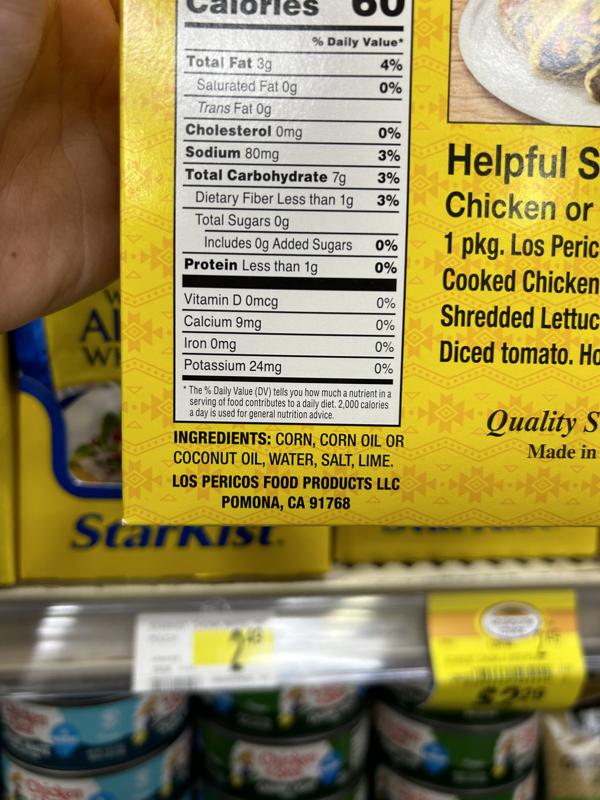 Calories 60
% Daily Value*
Total Fat 3g 4%
Saturated Fat 0g 0%
Trans Fat 0g
Cholesterol 0mg 0%
Sodium 80mg 3%
Total Carbohydrate 7g 3%
Dietary Fiber Less than 1g 3%
Total Sugars 0g
Includes 0g Added Sugars 0%
Protein Less than 1g 0%
Vitamin D 0mcg 0%
Calcium 9mg 0%
Iron 0mg 0%
Potassium 24mg 0%
* The % Daily Value (DV) tells you how much a nutrient in a
serving of food contributes to a daily diet. 2,000 calories
a day is used for general nutrition advice.
INGREDIENTS: CORN, CORN OIL OR
COCONUT OIL, WATER, SALT, LIME.
LOS PERICOS FOOD PRODUCTS LLC
POMONA, CA 91768
Helpful S
Chicken or
1 pkg. Los Peric
Cooked Chicken
Shredded Lettuc
Diced tomato. Ho
Quality S
Made in
StarKist
$2.29